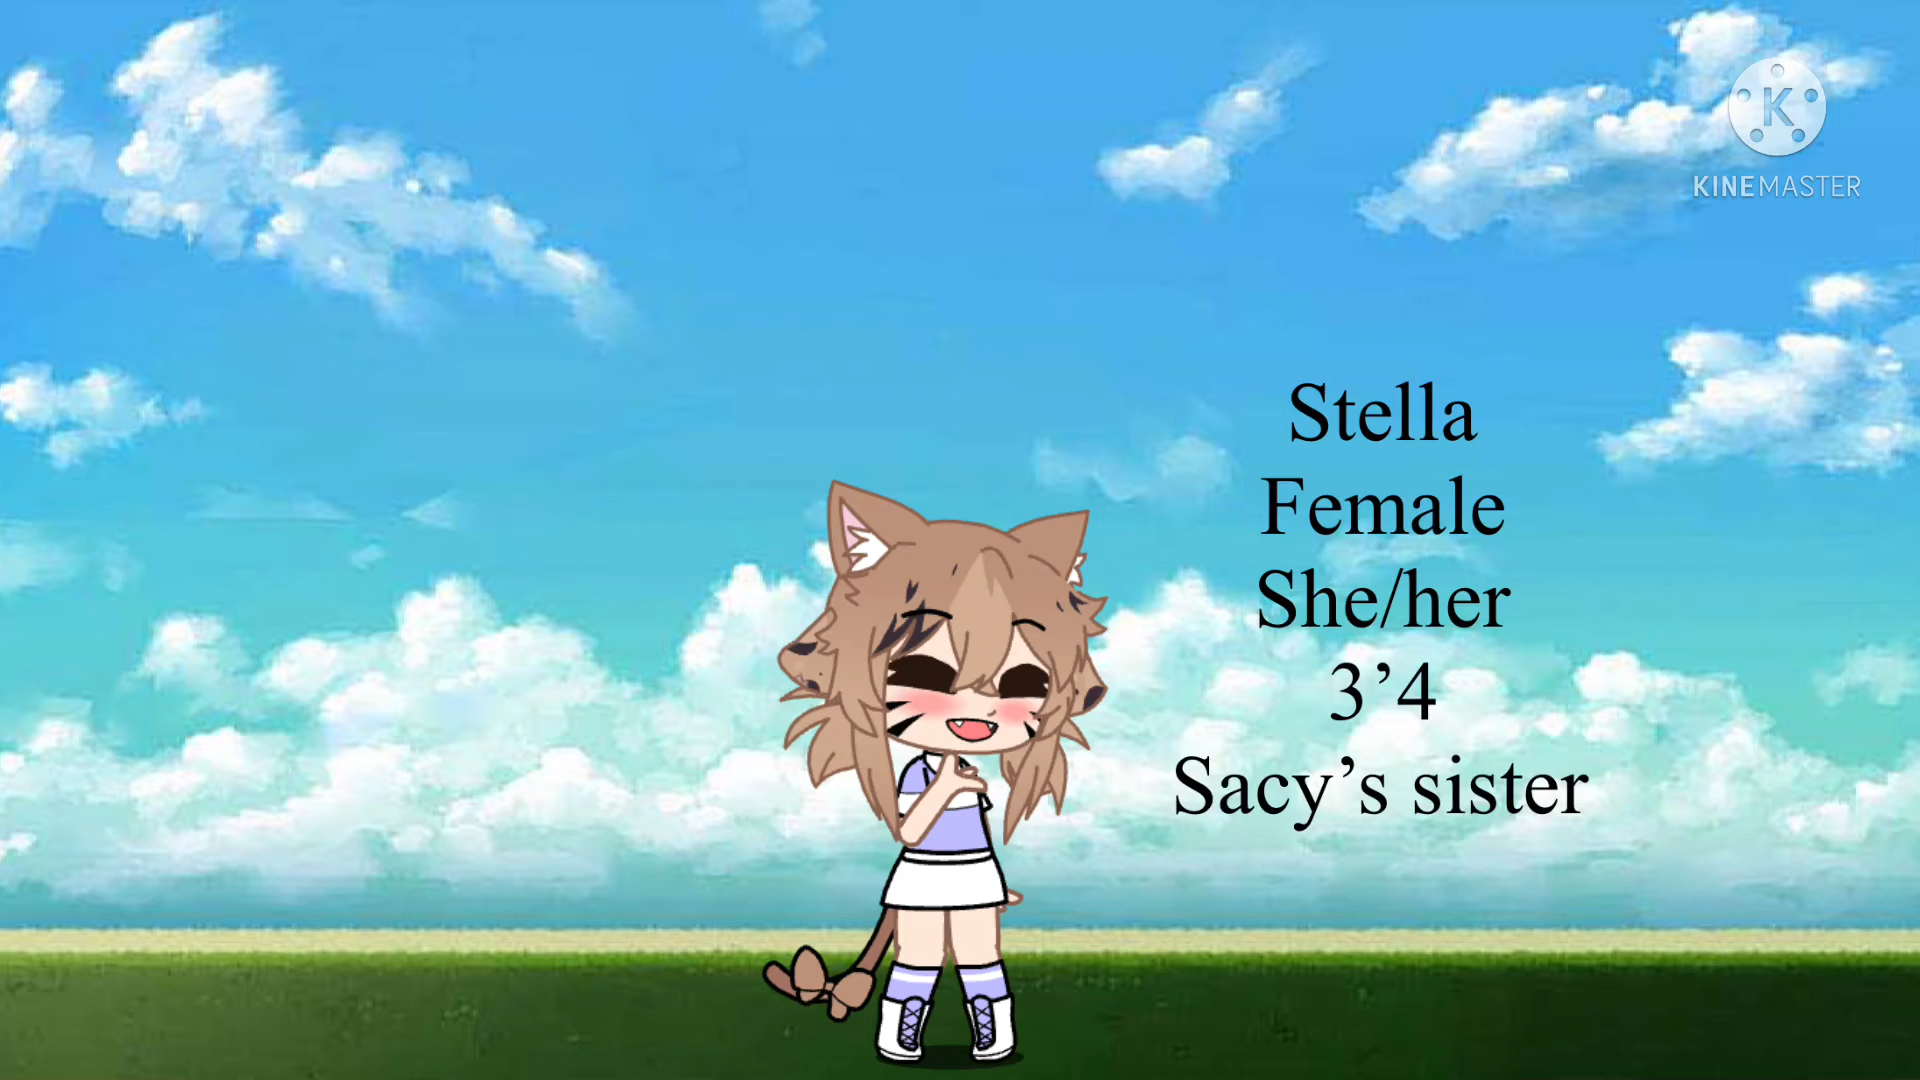 K
KINEMASTER
Stella
Female
She/her
3’4
Sacy’s sister